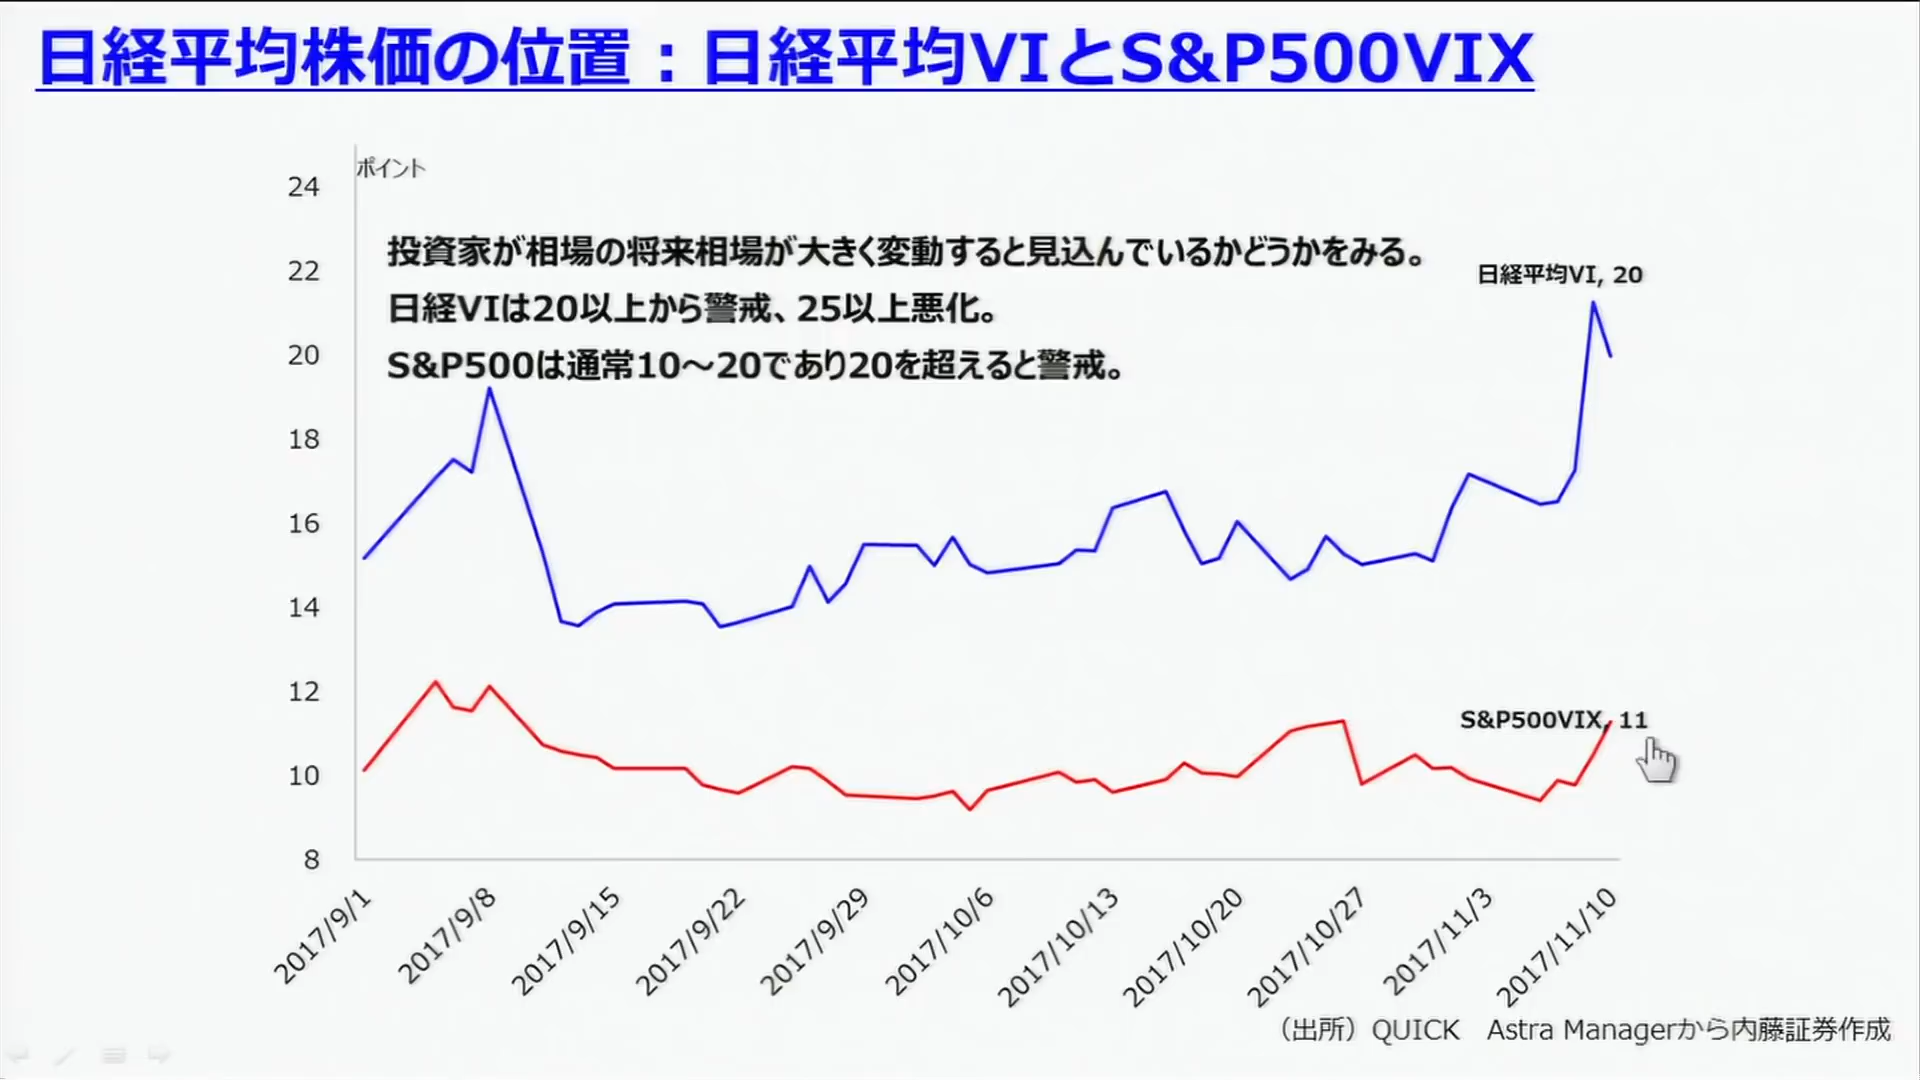 日経平均株価の位置：日経平均VIとS&P500VIX
ポイント
24
22
20
18
16
14
12
10
8
投資家が相場の将来相場が大きく変動すると見込んでいるかどうかをみる。
日経VIは20以上から警戒、25以上悪化。
S&P500は通常10～20であり20を超えると警戒。
日経平均VI, 20
S&P500VIX, 11
2017/9/1
2017/9/8
2017/9/15
2017/9/22
2017/9/29
2017/10/6
2017/10/13
2017/10/20
2017/10/27
2017/11/3
2017/11/10
（出所）QUICK　Astra Managerから内藤証券作成